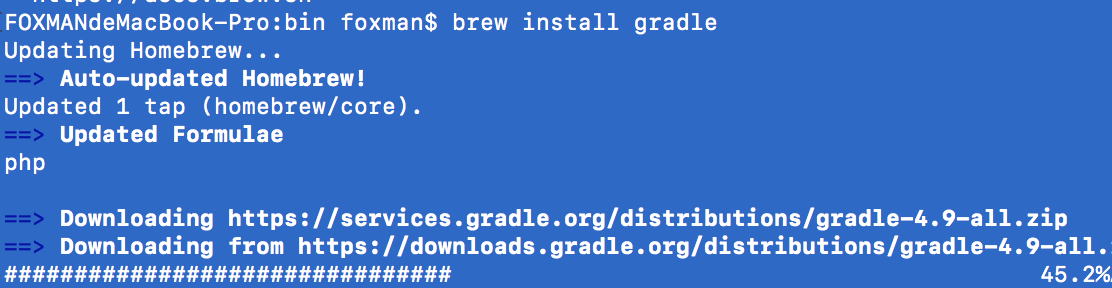 FOXMANdeMacBook-Pro:bin foxman$ brew install gradle
Updating Homebrew...
==> Auto-updated Homebrew!
Updated 1 tap (homebrew/core).
==> Updated Formulae
php
==> Downloading https://services.gradle.org/distributions/gradle-4.9-all.zip
==> Downloading from https://downloads.gradle.org/distributions/gradle-4.9-all.
################################ 45.2%